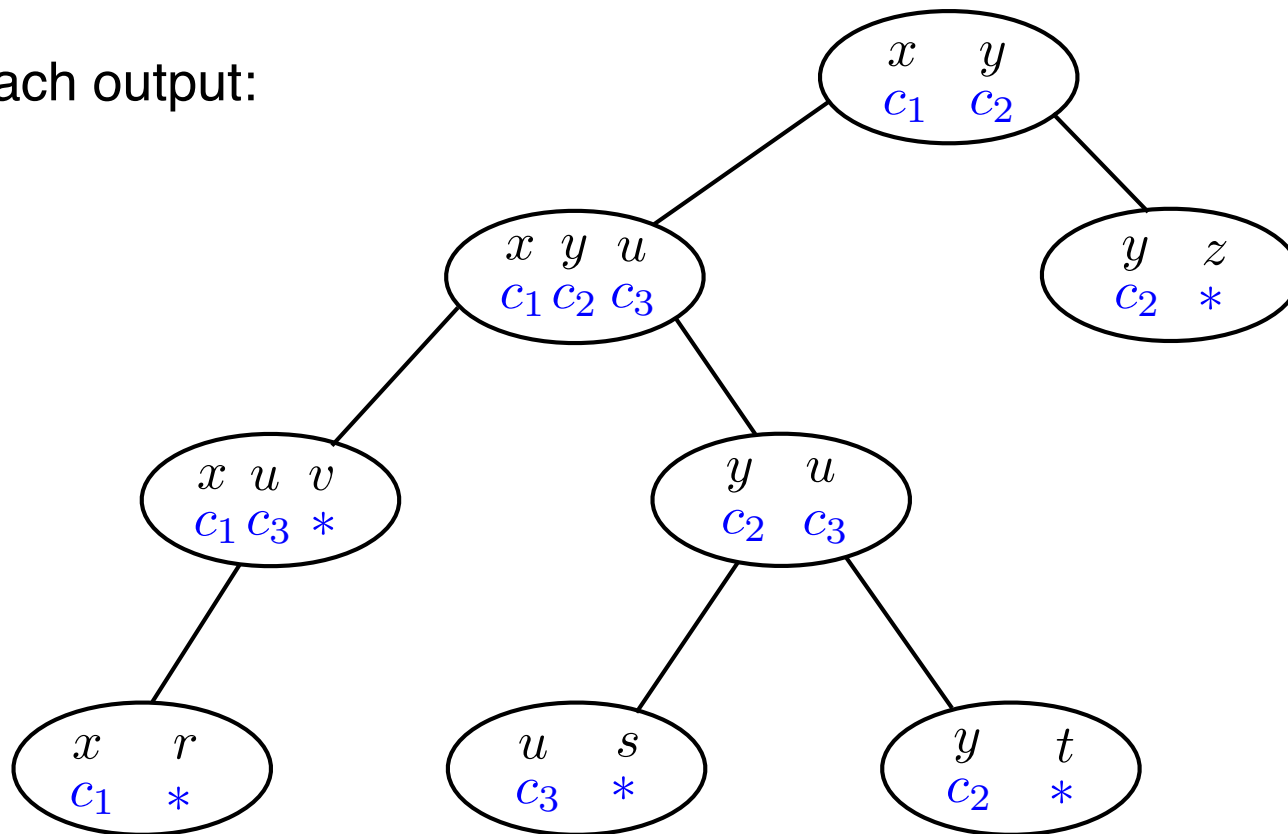 ach output:
x y
c₁ c₂
x y u
c₁ c₂ c₃
y z
c₂ *
x u v
c₁ c₃ *
y u
c₂ c₃
x r
c₁ *
u s
c₃ *
y t
c₂ *